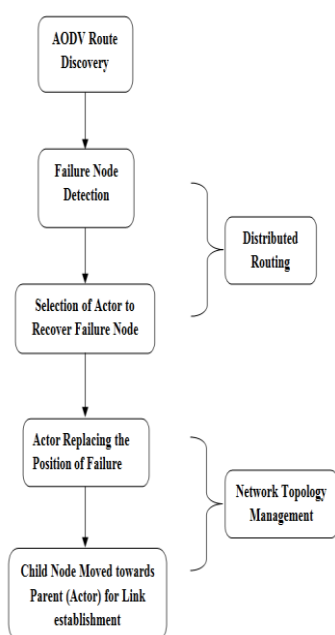 AODV Route
Discovery
Failure Node
Detection
Distributed
Routing
Selection of Actor to
Recover Failure Node
Actor Replacing the
Position of Failure
Network Topology
Management
Child Node Moved towards
Parent (Actor) for Link
establishment